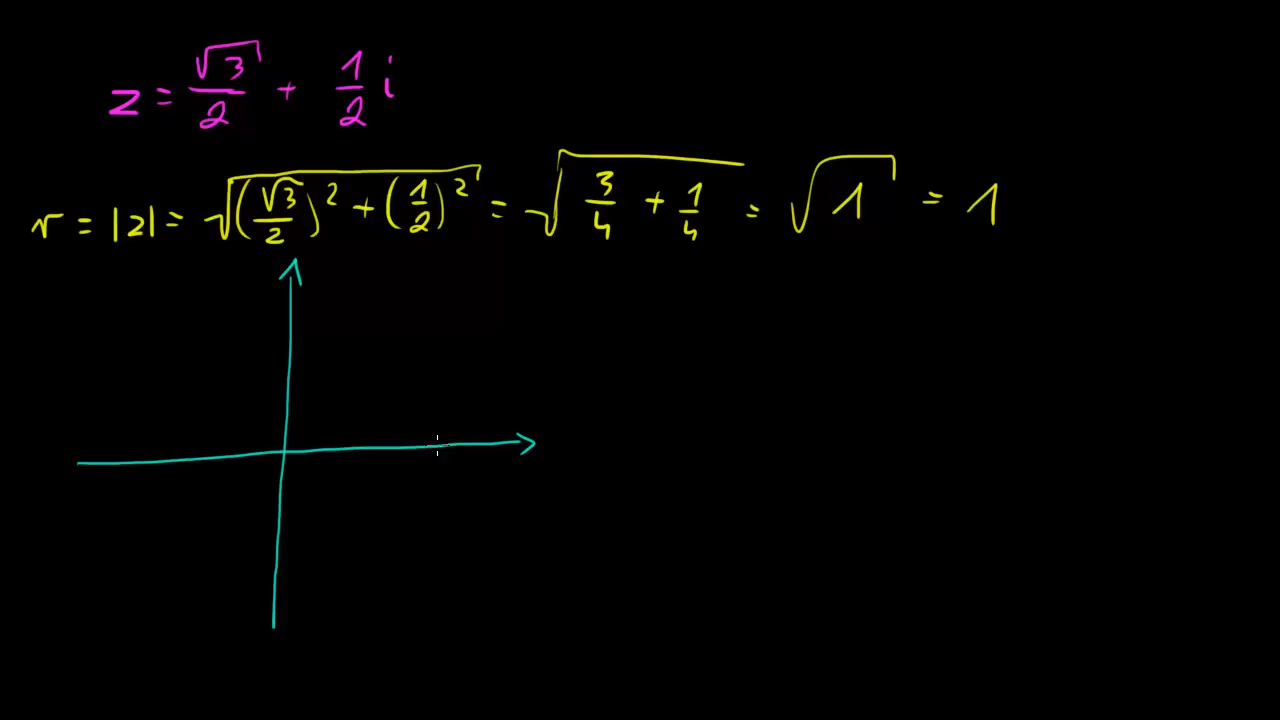 z = √3/2 + 1/2 i
r = |z| = √((√3/2)² + (1/2)²) = √(3/4 + 1/4) = √1 = 1